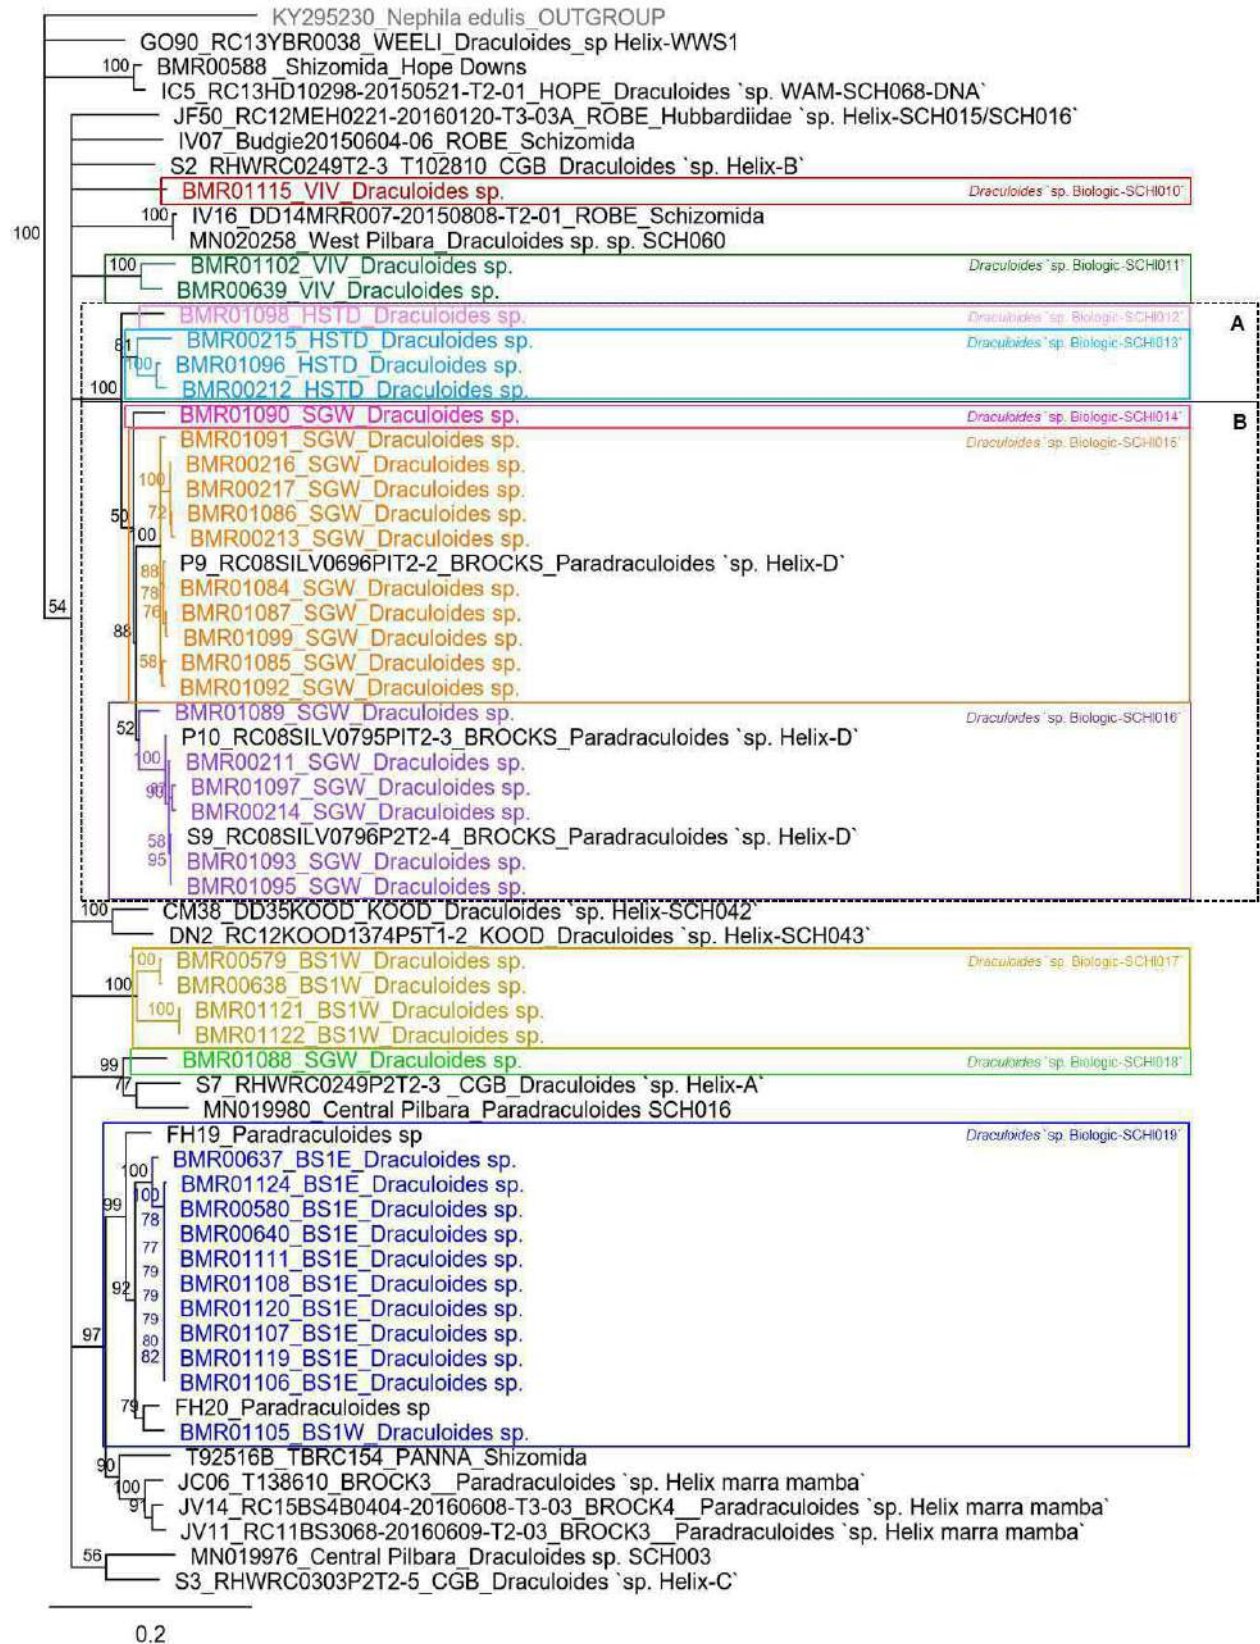 KY295230_Nephila edulis_OUTGROUP
GO90_RC13YBR0038_WEELI_Draculoides_sp Helix-WWS1
100 BMR00588 _Shizomida_Hope Downs
IC5_RC13HD10298-20150521-T2-01_HOPE_Draculoides `sp. WAM-SCH068-DNA`
JF50_RC12MEH0221-20160120-T3-03A_ROBE_Hubbardiidae `sp. Helix-SCH015/SCH016`
IV07_Budgie20150604-06_ROBE_Schizomida
S2_RHWRC0249T2-3_T102810_CGB_Draculoides `sp. Helix-B`
BMR01115_VIV_Draculoides sp. Draculoides `sp. Biologic-SCHI010`
100 IV16_DD14MRR007-20150808-T2-01_ROBE_Schizomida
100 MN020258_West Pilbara_Draculoides sp. sp. SCH060
100 BMR01102_VIV_Draculoides sp. Draculoides `sp. Biologic-SCHI011`
BMR00639_VIV_Draculoides sp.
BMR01098_HSTD_Draculoides sp. Draculoides `sp. Biologic-SCHI012` A
81 BMR00215_HSTD_Draculoides sp. Draculoides `sp. Biologic-SCHI013`
100 BMR01096_HSTD_Draculoides sp.
100 BMR00212_HSTD_Draculoides sp.
BMR01090_SGW_Draculoides sp. Draculoides `sp. Biologic-SCHI014` B
BMR01091_SGW_Draculoides sp. Draculoides `sp. Biologic-SCHI015`
BMR00216_SGW_Draculoides sp.
100 BMR00217_SGW_Draculoides sp.
50 72 BMR01086_SGW_Draculoides sp.
100 BMR00213_SGW_Draculoides sp.
88 P9_RC08SILV0696PIT2-2_BROCKS_Paradraculoides `sp. Helix-D`
78 BMR01084_SGW_Draculoides sp.
54 76 BMR01087_SGW_Draculoides sp.
88 BMR01099_SGW_Draculoides sp.
58 BMR01085_SGW_Draculoides sp.
BMR01092_SGW_Draculoides sp.
BMR01089_SGW_Draculoides sp. Draculoides `sp. Biologic-SCHI016`
52 P10_RC08SILV0795PIT2-3_BROCKS_Paradraculoides `sp. Helix-D`
100 BMR00211_SGW_Draculoides sp.
BMR01097_SGW_Draculoides sp.
BMR00214_SGW_Draculoides sp.
58 S9_RC08SILV0796P2T2-4_BROCKS_Paradraculoides `sp. Helix-D`
95 BMR01093_SGW_Draculoides sp.
BMR01095_SGW_Draculoides sp.
100 CM38_DD35KOOD_KOOD_Draculoides `sp. Helix-SCH042`
DN2_RC12KOOD1374P5T1-2_KOOD_Draculoides `sp. Helix-SCH043`
100 BMR00579_BS1W_Draculoides sp. Draculoides `sp. Biologic-SCHI017`
100 BMR00638_BS1W_Draculoides sp.
100 BMR01121_BS1W_Draculoides sp.
BMR01122_BS1W_Draculoides sp.
99 BMR01088_SGW_Draculoides sp. Draculoides `sp. Biologic-SCHI018`
77 S7_RHWRC0249P2T2-3 _CGB_Draculoides `sp. Helix-A`
MN019980_Central Pilbara_Paradraculoides SCH016
FH19_Paradraculoides sp Draculoides `sp. Biologic-SCHI019`
100 BMR00637_BS1E_Draculoides sp.
100 BMR01124_BS1E_Draculoides sp.
99 78 BMR00580_BS1E_Draculoides sp.
77 BMR00640_BS1E_Draculoides sp.
79 BMR01111_BS1E_Draculoides sp.
92 79 BMR01108_BS1E_Draculoides sp.
79 BMR01120_BS1E_Draculoides sp.
97 80 BMR01107_BS1E_Draculoides sp.
82 BMR01119_BS1E_Draculoides sp.
BMR01106_BS1E_Draculoides sp.
79 FH20_Paradraculoides sp
BMR01105_BS1W_Draculoides sp.
90 T92516B_TBRC154_PANNA_Shizomida
100 JC06_T138610_BROCK3__Paradraculoides `sp. Helix marra mamba`
91 JV14_RC15BS4B0404-20160608-T3-03_BROCK4__Paradraculoides `sp. Helix marra mamba`
JV11_RC11BS3068-20160609-T2-03_BROCK3__Paradraculoides `sp. Helix marra mamba`
56 MN019976_Central Pilbara_Draculoides sp. SCH003
S3_RHWRC0303P2T2-5_CGB_Draculoides `sp. Helix-C`
0.2